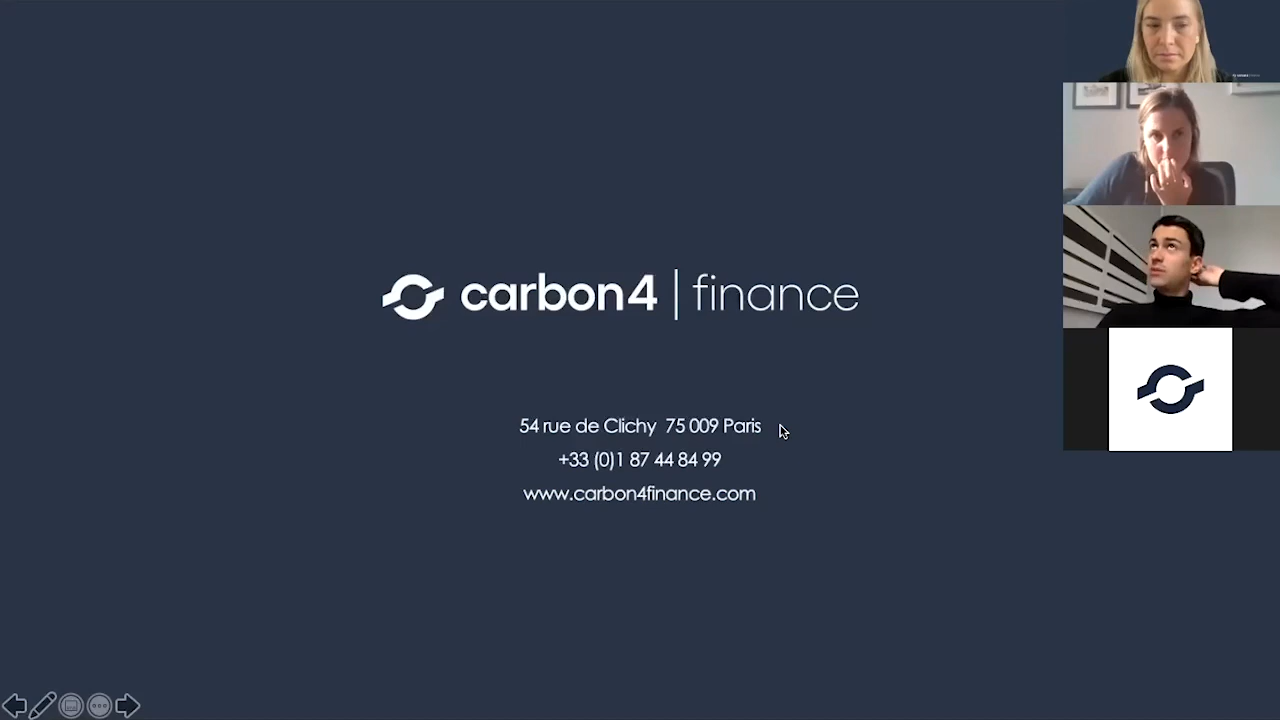 carbon4 | finance
54 rue de Clichy 75 009 Paris
+33 (0)1 87 44 84 99
www.carbon4finance.com